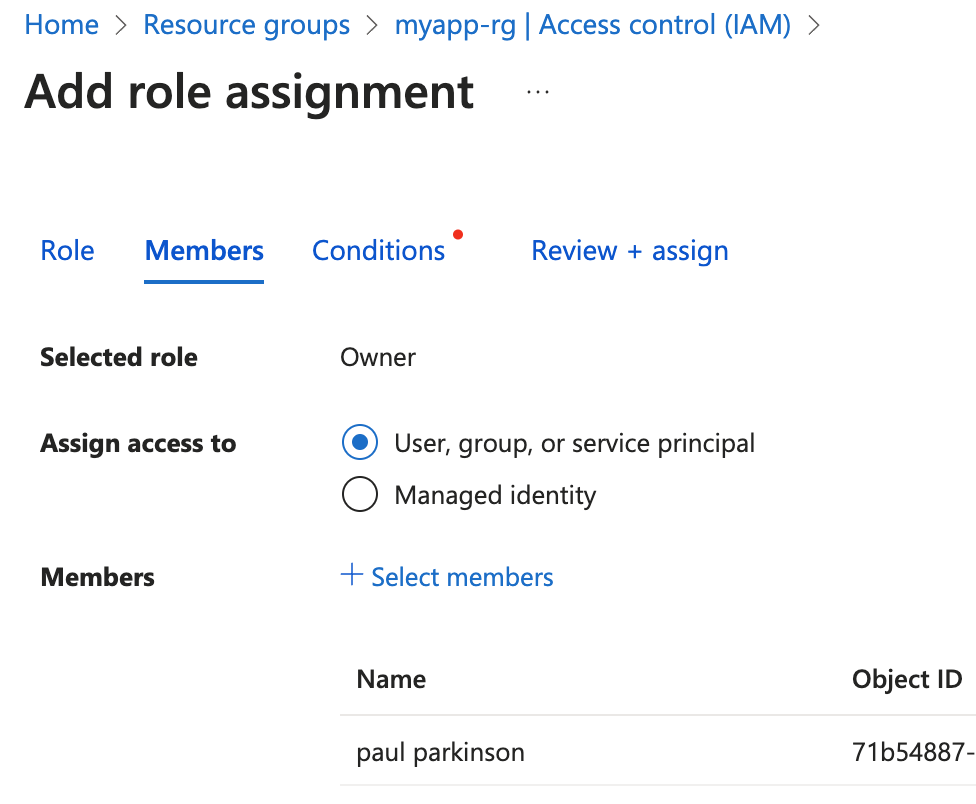 Home > Resource groups > myapp-rg | Access control (IAM) >
Add role assignment ...
Role Members Conditions Review + assign
Selected role Owner
Assign access to User, group, or service principal
Managed identity
Members + Select members
Name Object ID
paul parkinson 71b54887-